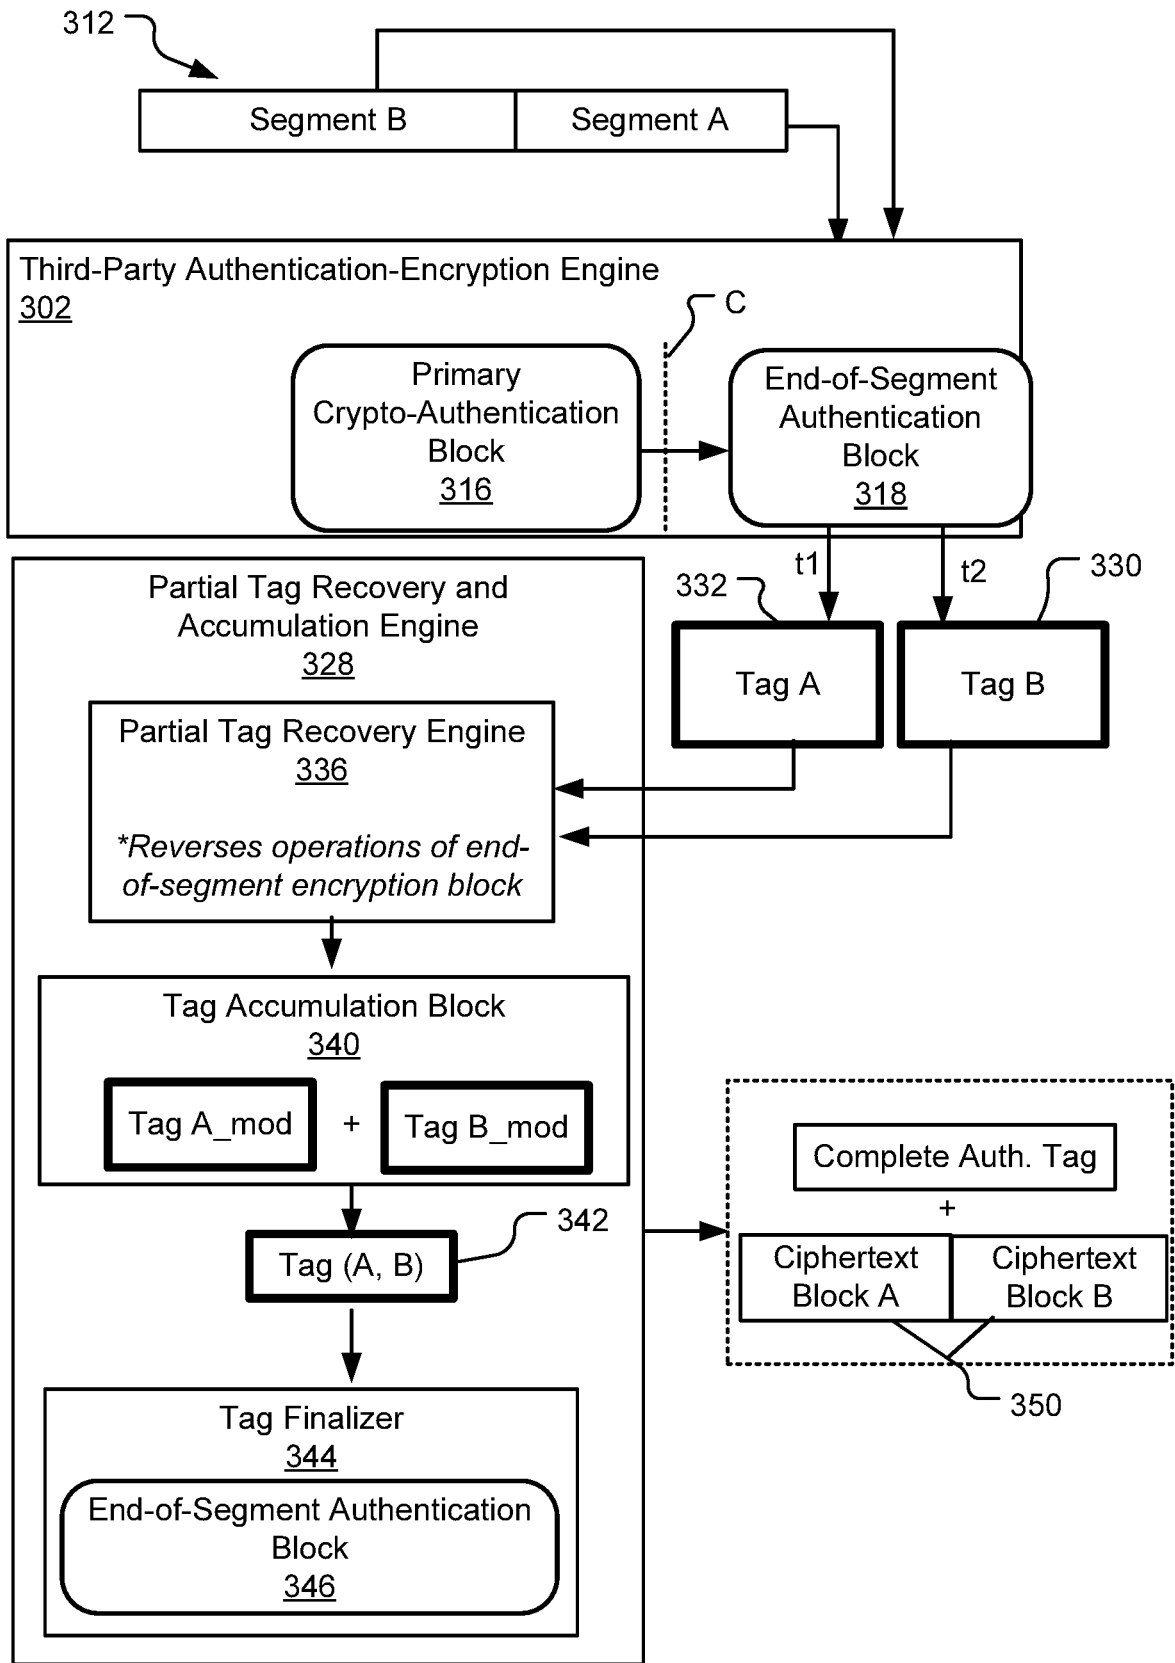 312
Segment B
Segment A
Third-Party Authentication-Encryption Engine
302
C
Primary
Crypto-Authentication
Block
316
End-of-Segment
Authentication
Block
318
t1
t2
332
330
Tag A
Tag B
Partial Tag Recovery and
Accumulation Engine
328
Partial Tag Recovery Engine
336
*Reverses operations of end-
of-segment encryption block
Tag Accumulation Block
340
Tag A_mod
+
Tag B_mod
342
Tag (A, B)
Tag Finalizer
344
End-of-Segment Authentication
Block
346
Complete Auth. Tag
+
Ciphertext
Block A
Ciphertext
Block B
350